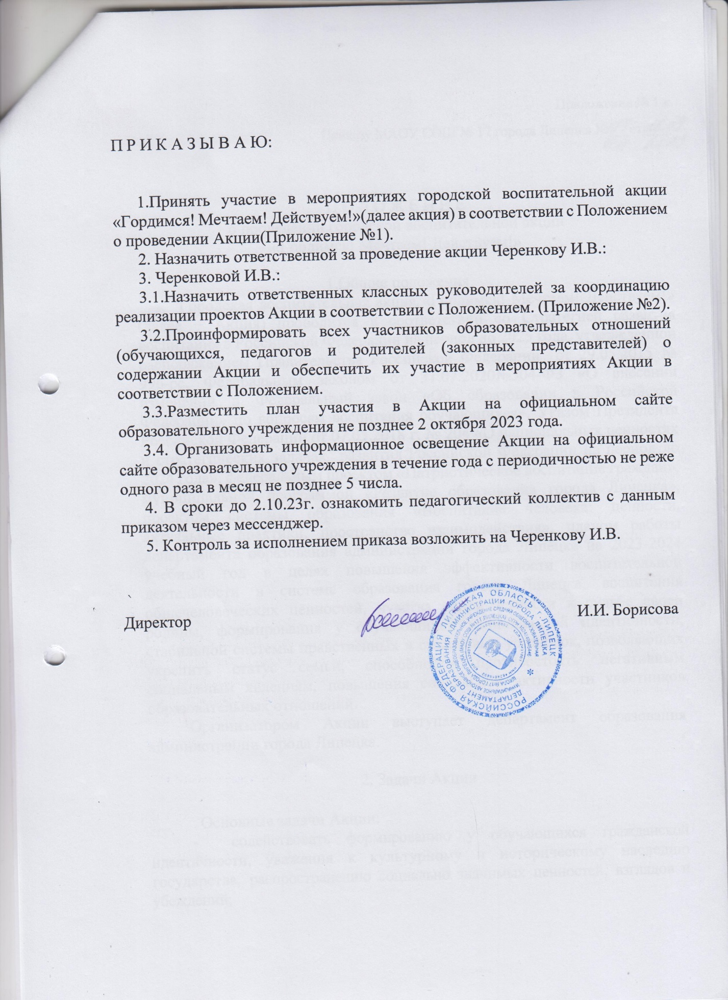 П Р И К А З Ы В А Ю:
1.Принять участие в мероприятиях городской воспитательной акции
«Гордимся! Мечтаем! Действуем!»(далее акция) в соответствии с Положением
о проведении Акции(Приложение №1).
2. Назначить ответственной за проведение акции Черенкову И.В.:
3. Черенковой И.В.:
3.1.Назначить ответственных классных руководителей за координацию
реализации проектов Акции в соответствии с Положением. (Приложение №2).
3.2.Проинформировать всех участников образовательных отношений
(обучающихся, педагогов и родителей (законных представителей) о
содержании Акции и обеспечить их участие в мероприятиях Акции в
соответствии с Положением.
3.3.Разместить план участия в Акции на официальном сайте
образовательного учреждения не позднее 2 октября 2023 года.
3.4. Организовать информационное освещение Акции на официальном
сайте образовательного учреждения в течение года с периодичностью не реже
одного раза в месяц не позднее 5 числа.
4. В сроки до 2.10.23г. ознакомить педагогический коллектив с данным
приказом через мессенджер.
5. Контроль за исполнением приказа возложить на Черенкову И.В.
Директор
И.И. Борисова
РОССИЙСКАЯ ФЕДЕРАЦИЯ ЛИПЕЦКАЯ ОБЛАСТЬ г.ЛИПЕЦК
ДЕПАРТАМЕНТ ОБРАЗОВАНИЯ АДМИНИСТРАЦИИ ГОРОДА ЛИПЕЦКА
2. Задачи Акции
Основные задачи Акции: